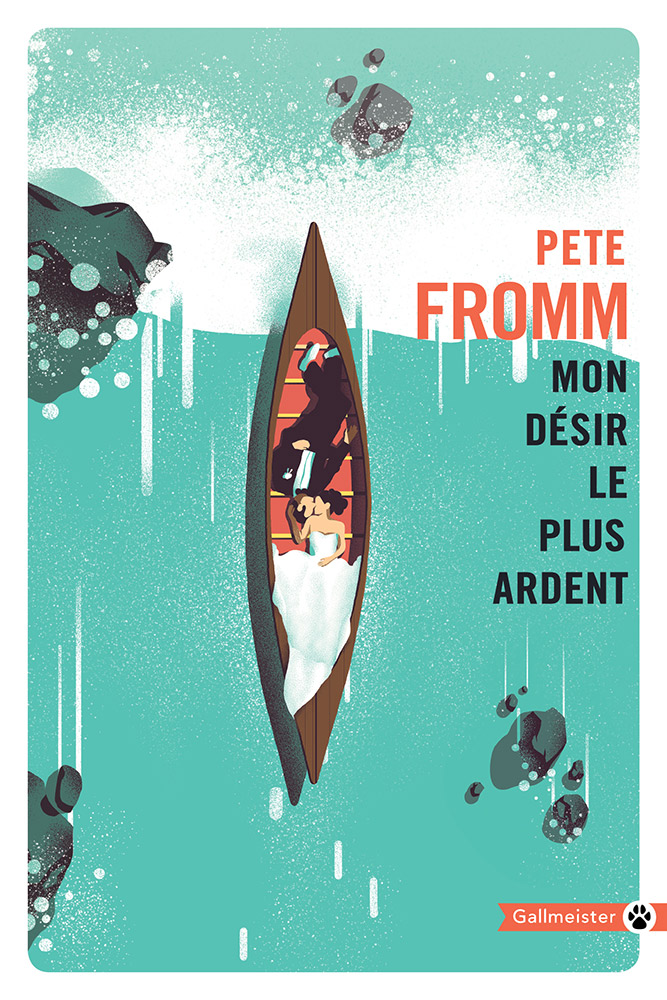 PETE
FROMM
MON
DÉSIR
LE
PLUS
ARDENT
Gallmeister